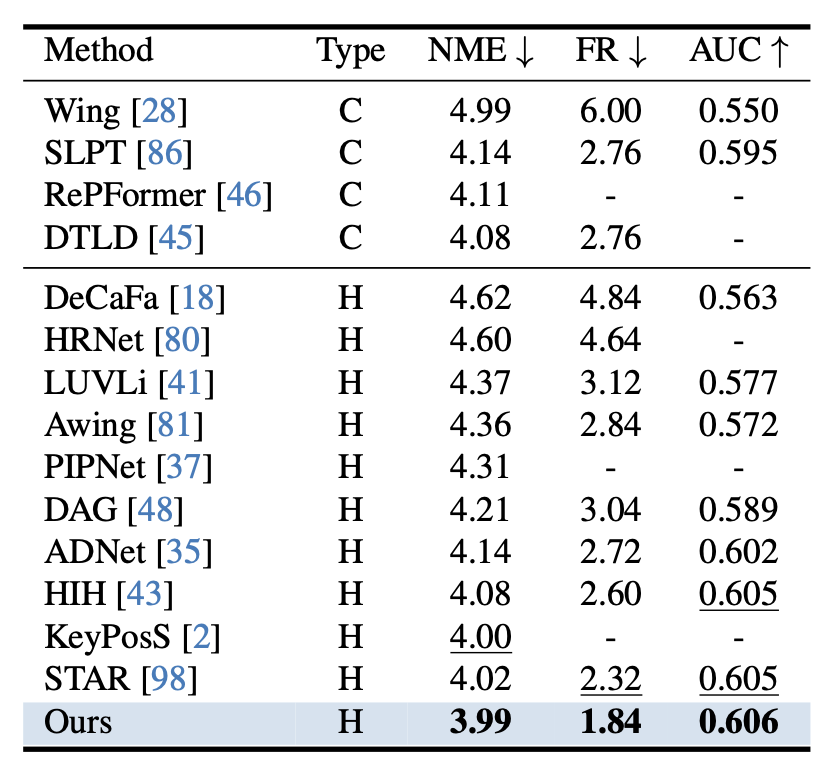 Method Type NME ↓ FR ↓ AUC ↑
Wing [28] C 4.99 6.00 0.550
SLPT [86] C 4.14 2.76 0.595
RePFormer [46] C 4.11 - -
DTLD [45] C 4.08 2.76 -
DeCaFa [18] H 4.62 4.84 0.563
HRNet [80] H 4.60 4.64 -
LUVLi [41] H 4.37 3.12 0.577
Awing [81] H 4.36 2.84 0.572
PIPNet [37] H 4.31 - -
DAG [48] H 4.21 3.04 0.589
ADNet [35] H 4.14 2.72 0.602
HIH [43] H 4.08 2.60 0.605
KeyPosS [2] H 4.00 - -
STAR [98] H 4.02 2.32 0.605
Ours H 3.99 1.84 0.606